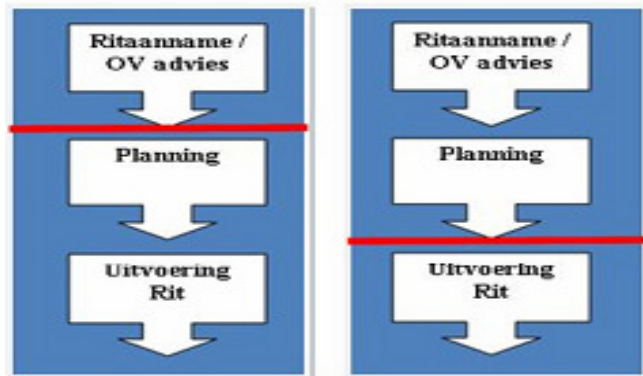 Ritaanname /
OV advies
Planning
Uitvoering
Rit
Ritaanname /
OV advies
Planning
Uitvoering
Rit